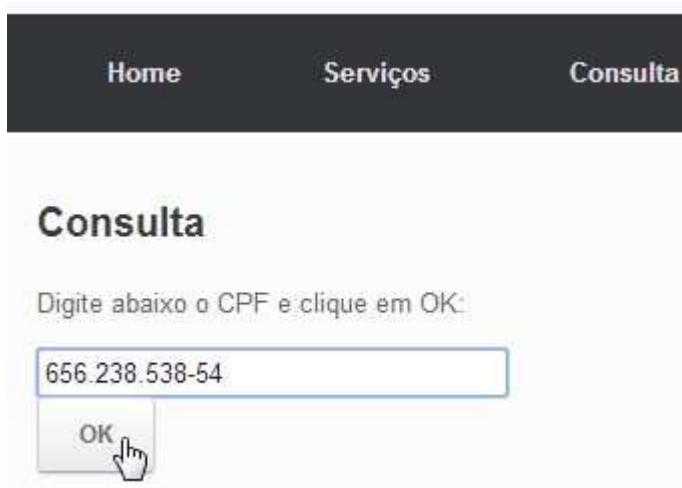 Home Serviços Consulta
Consulta
Digite abaixo o CPF e clique em OK:
656.238.538-54
OK